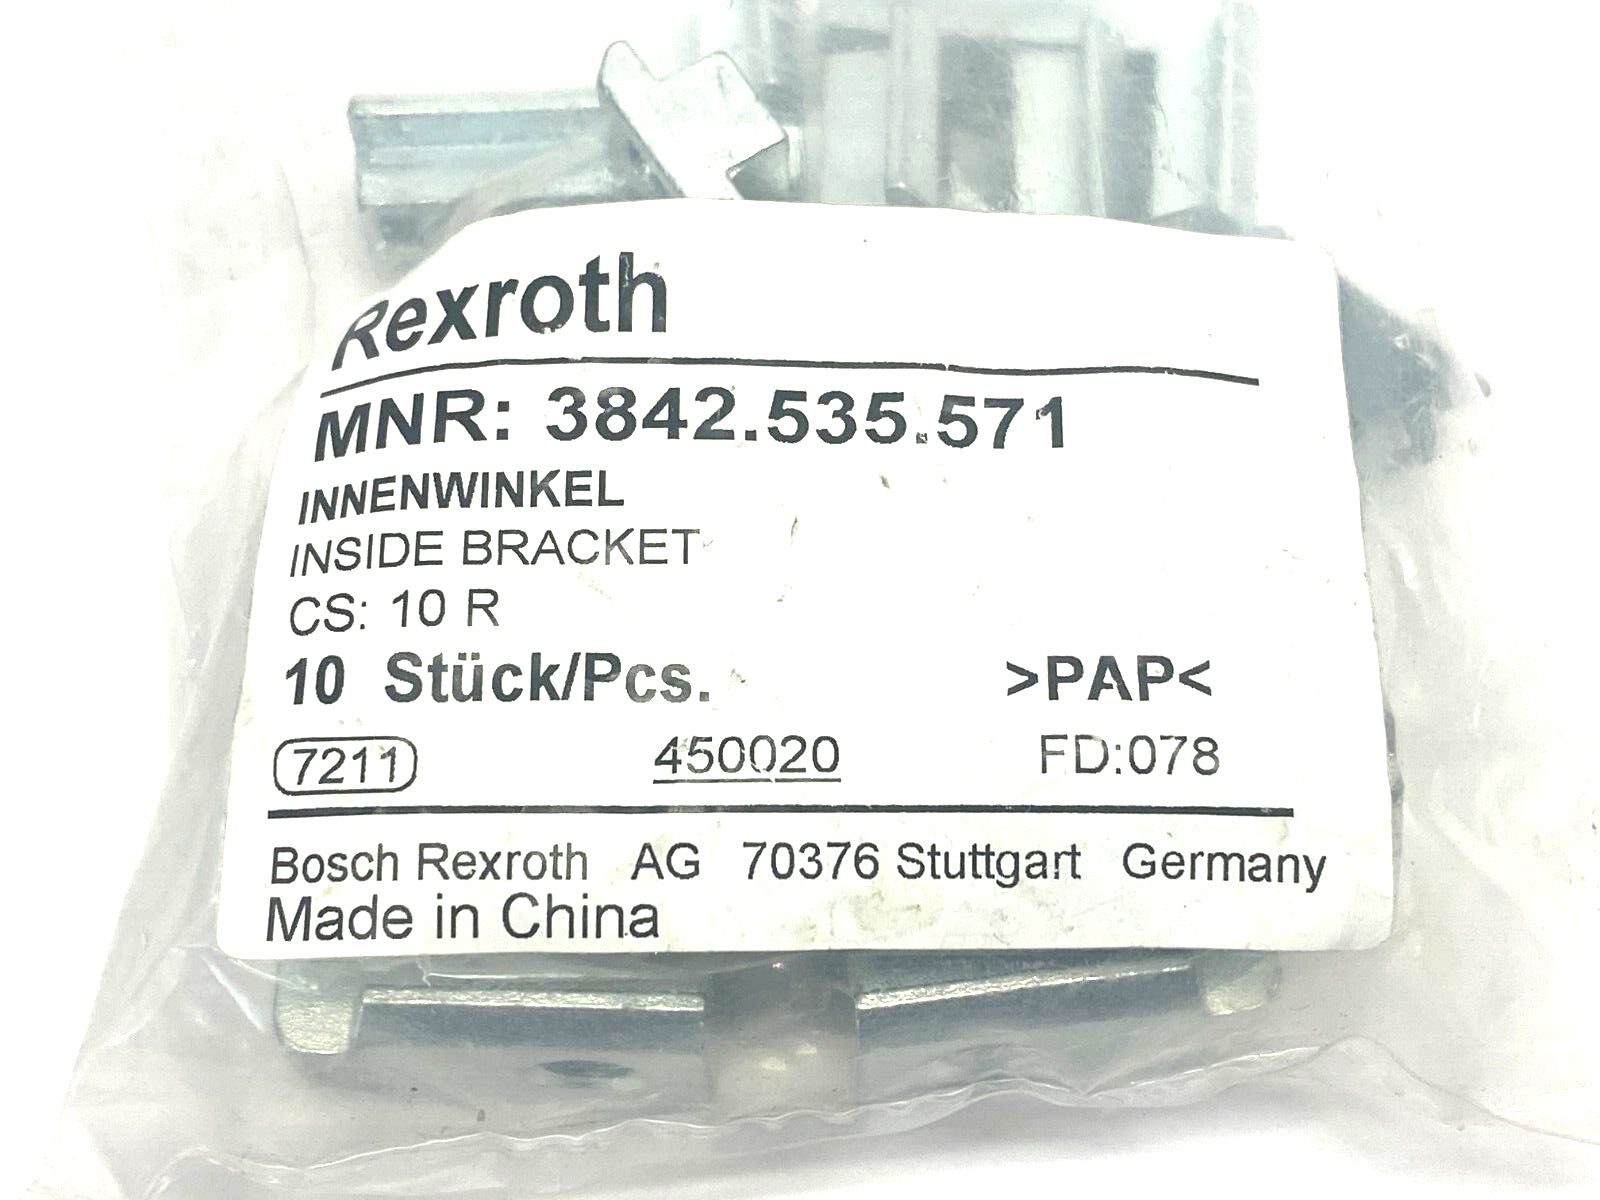 Rexroth
MNR: 3842.535.571
INNENWINKEL
INSIDE BRACKET
CS: 10 R
10 Stück/Pcs. >PAP<
7211 450020 FD:078
Bosch Rexroth AG 70376 Stuttgart Germany
Made in China